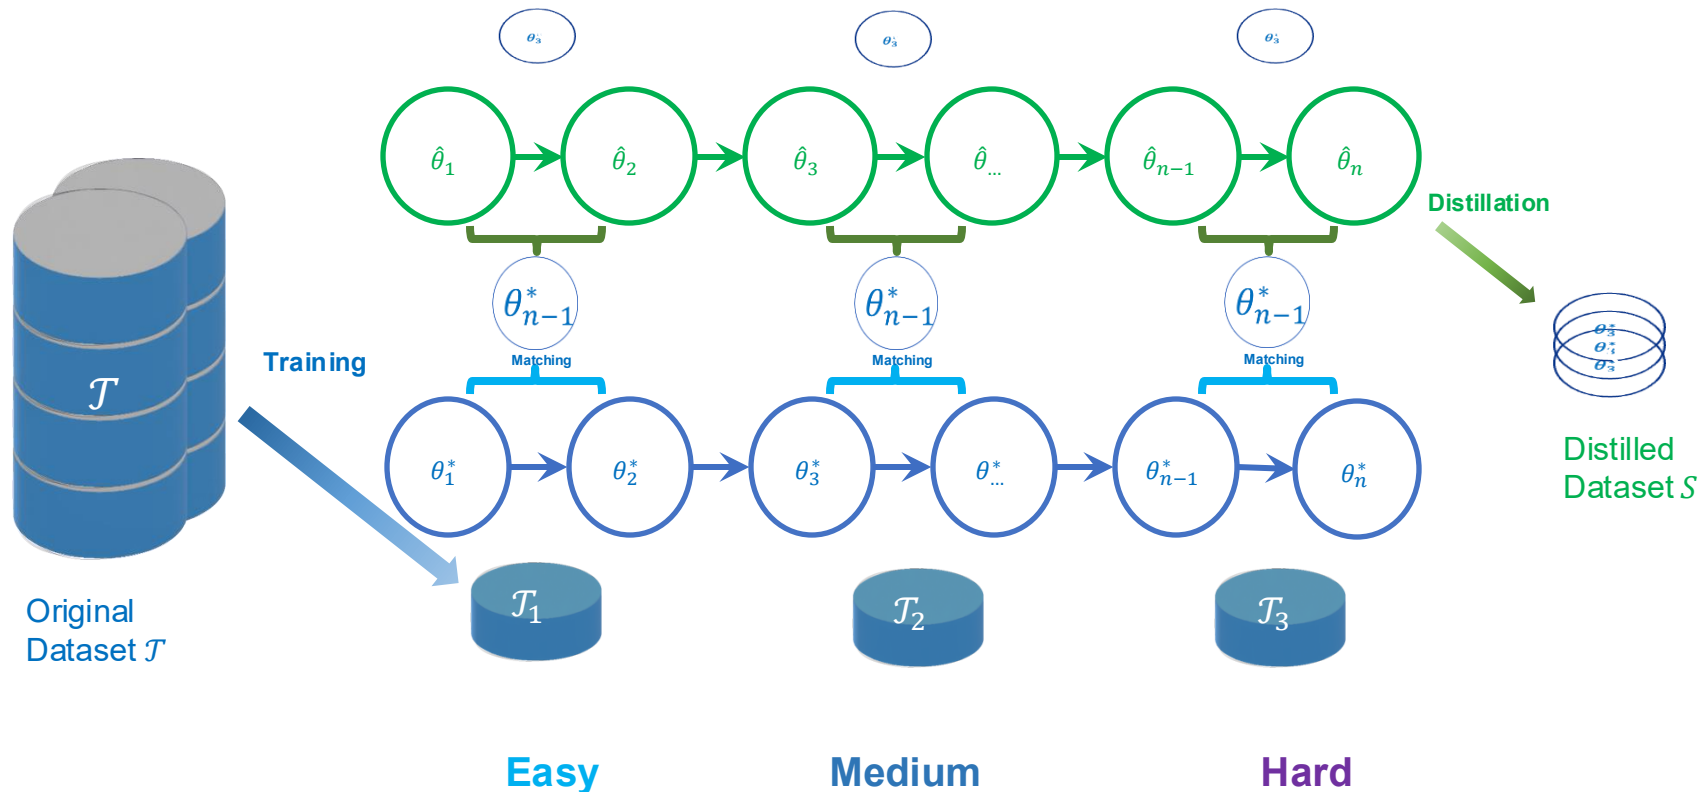 θ̂₁ θ̂₂ θ̂₃ θ̂... θ̂ₙ₋₁ θ̂ₙ
Distillation
θ*ₙ₋₁ θ*ₙ₋₁ θ*ₙ₋₁
Matching Matching Matching
Training
𝒯
θ*₁ θ*₂ θ*₃ θ*... θ*ₙ₋₁ θ*ₙ
Distilled
Dataset S
𝒯₁ 𝒯₂ 𝒯₃
Original
Dataset 𝒯
Easy Medium Hard